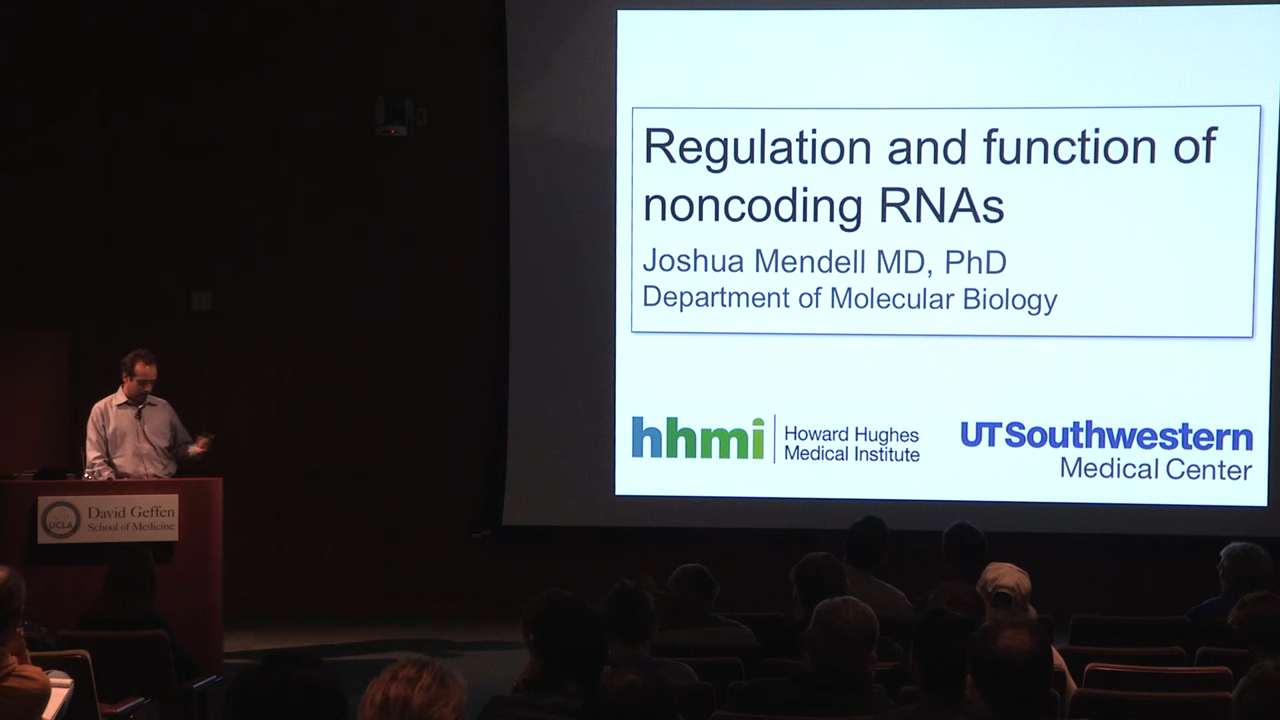 Regulation and function of
noncoding RNAs
Joshua Mendell MD, PhD
Department of Molecular Biology
hhmi
Howard Hughes
Medical Institute
UTSouthwestern
Medical Center
UCLA
David Geffen
School of Medicine